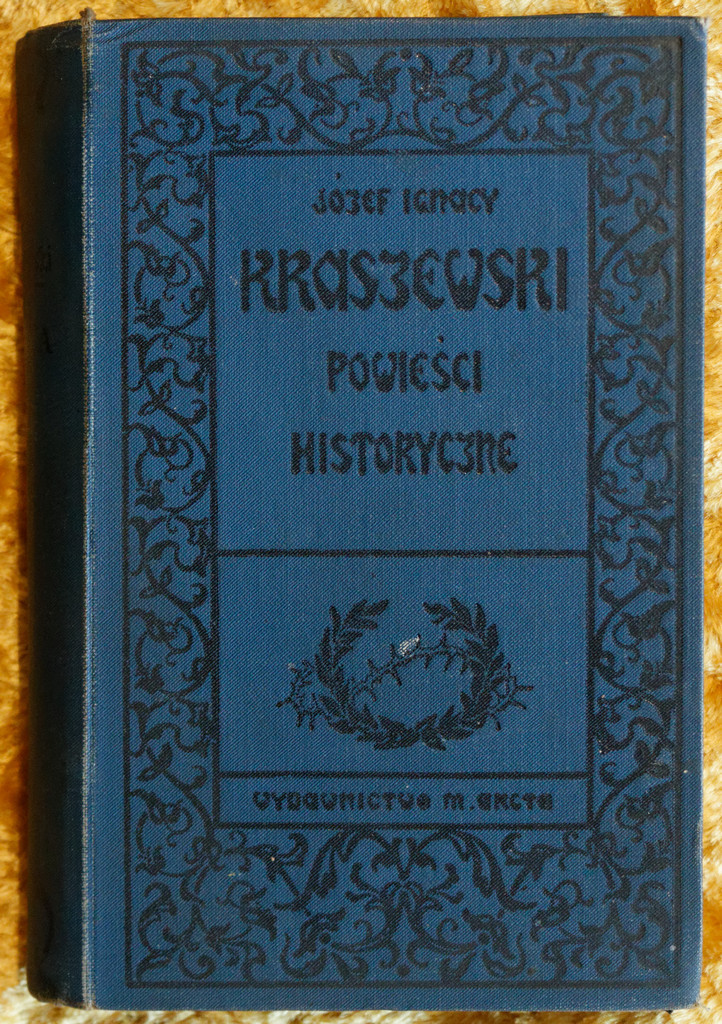 JÓZEF IGNACY
KRASZEWSKI
POWIEŚCI
HISTORYCZNE
WYDAWNICTWO M. ARCTA